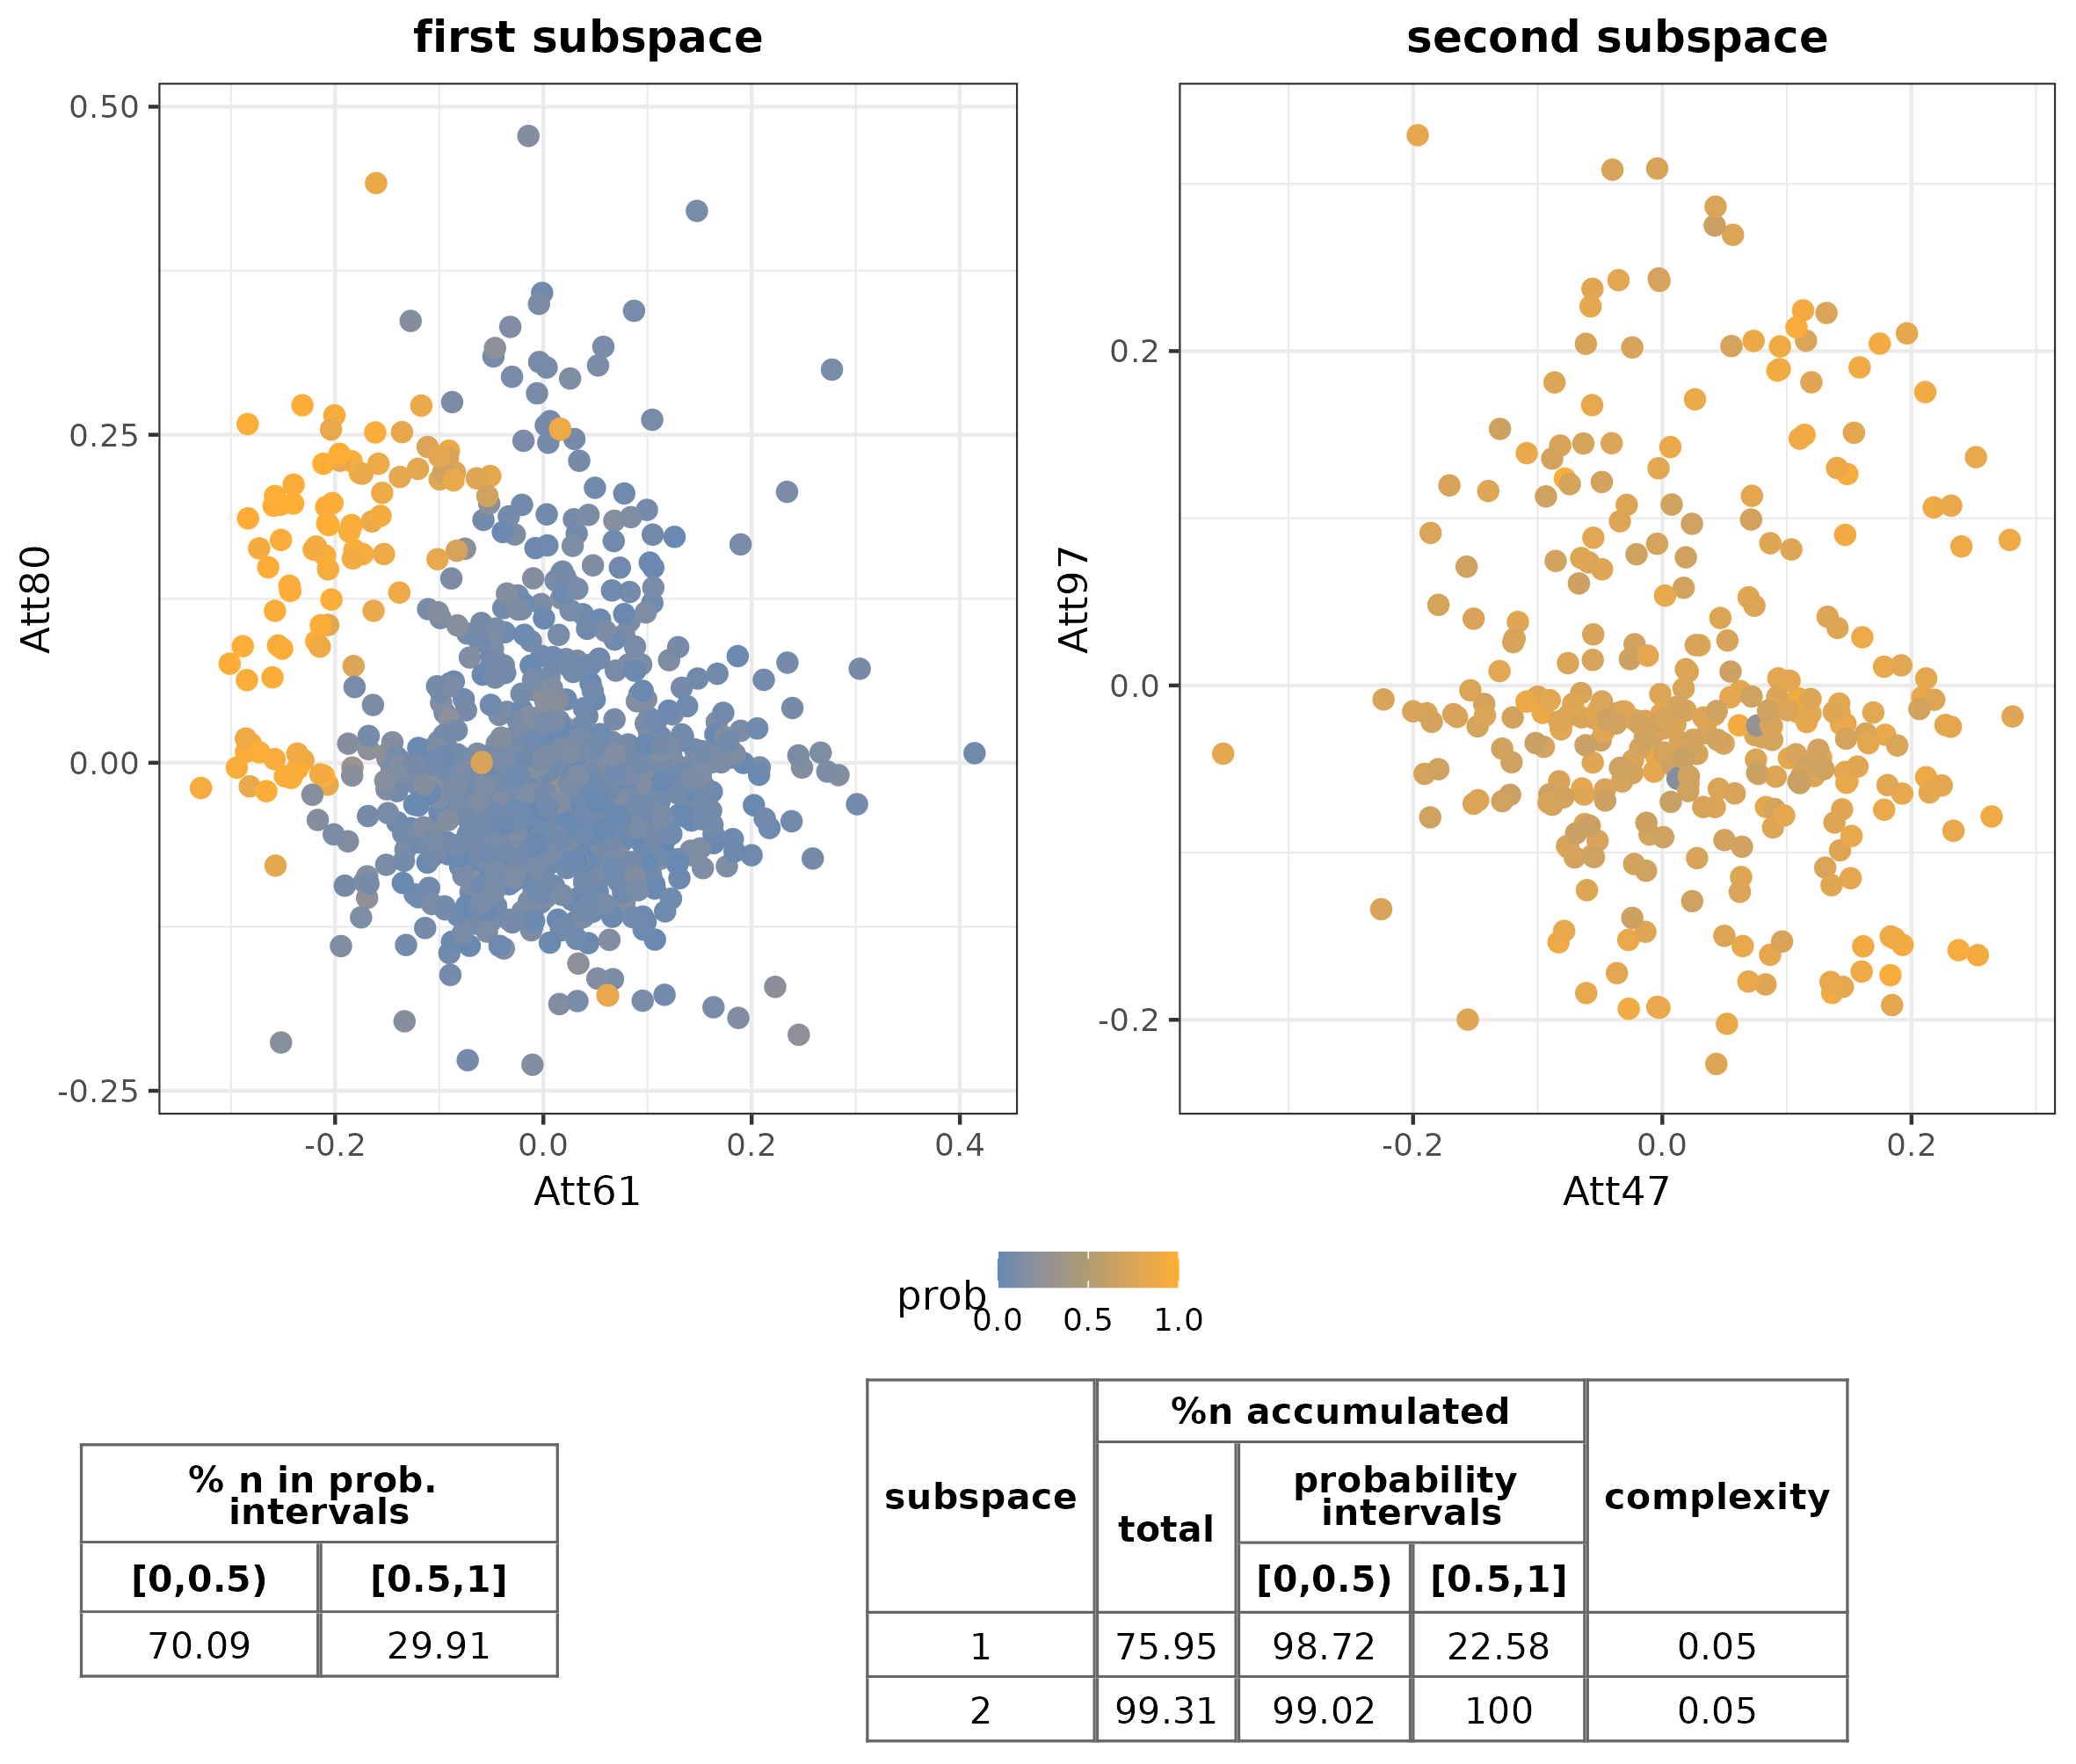 first subspace
second subspace
0.50
0.25
0.00
-0.25
Att80
-0.2
0.0
0.2
0.4
Att61
0.2
0.0
-0.2
Att97
-0.2
0.0
0.2
Att47
prob
0.0
0.5
1.0
% n in prob.
intervals
[0,0.5)
[0.5,1]
70.09
29.91
subspace
%n accumulated
complexity
total
probability
intervals
[0,0.5)
[0.5,1]
1
75.95
98.72
22.58
0.05
2
99.31
99.02
100
0.05